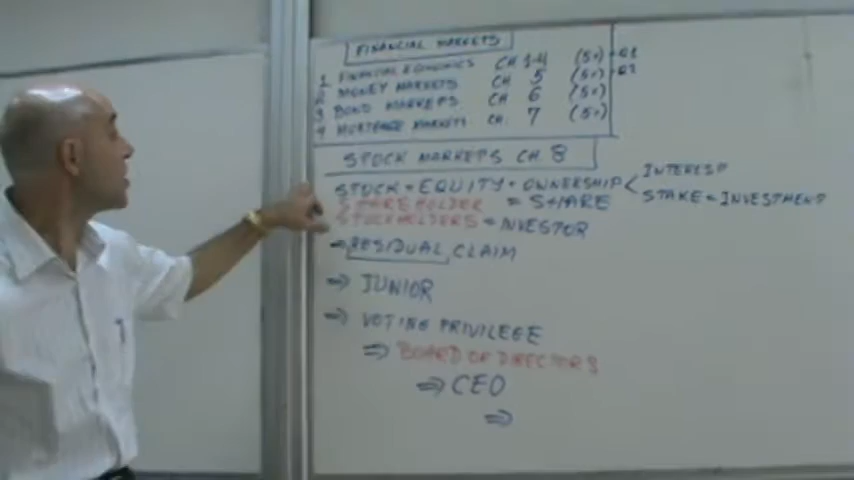 FINANCIAL MARKETS
1 FINANCIAL ECONOMICS CH 1-4 (5%) Q1
2 MONEY MARKETS CH 5 (5%) Q2
3 BOND MARKETS CH 6 (5%)
4 MORTGAGE MARKETS CH. 7 (5%)
STOCK MARKETS CH. 8
STOCK = EQUITY = OWNERSHIP < INTEREST
STAKE = INVESTMENT
SHAREHOLDER = SHARE
STOCKHOLDERS = INVESTOR
⇒ RESIDUAL CLAIM
⇒ JUNIOR
⇒ VOTING PRIVILEGE
⇒ BOARD OF DIRECTORS
⇒ CEO
⇒